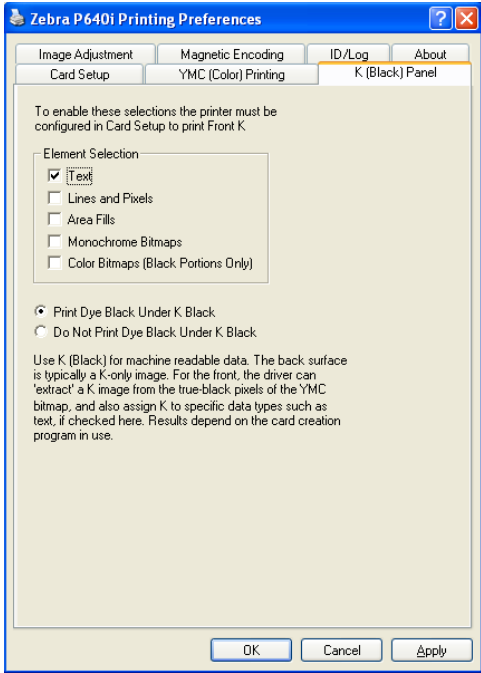 Zebra P640i Printing Preferences
Image Adjustment Magnetic Encoding ID/Log About
Card Setup YMC (Color) Printing K (Black) Panel
To enable these selections the printer must be
configured in Card Setup to print Front K
Element Selection
Text
Lines and Pixels
Area Fills
Monochrome Bitmaps
Color Bitmaps (Black Portions Only)
Print Dye Black Under K Black
Do Not Print Dye Black Under K Black
Use K (Black) for machine readable data. The back surface
is typically a K-only image. For the front, the driver can
'extract' a K image from the true-black pixels of the YMC
bitmap, and also assign K to specific data types such as
text, if checked here. Results depend on the card creation
program in use.
OK Cancel Apply